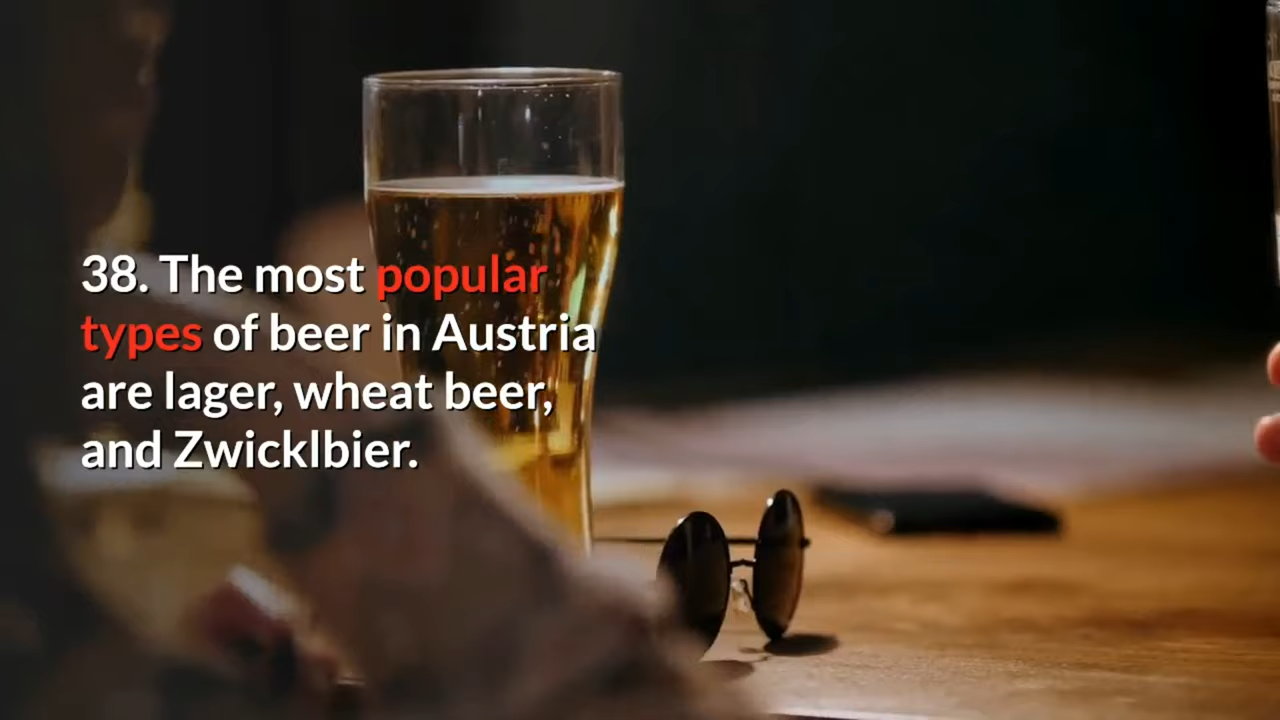 38. The most popular
types of beer in Austria
are lager, wheat beer,
and Zwicklbier.